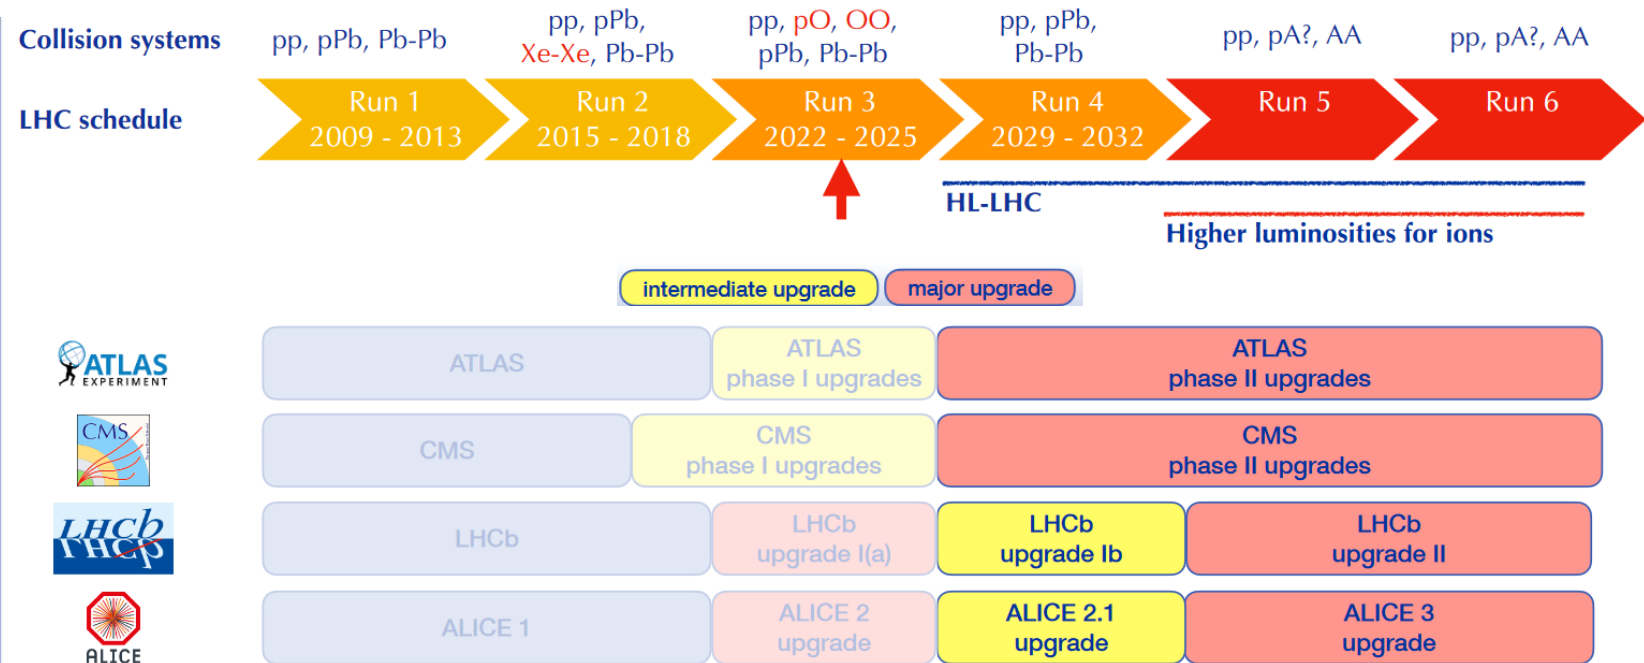 Collision systems
pp, pPb, Pb-Pb
pp, pPb,
Xe-Xe, Pb-Pb
pp, pO, OO,
pPb, Pb-Pb
pp, pPb,
Pb-Pb
pp, pA?, AA
pp, pA?, AA
LHC schedule
Run 1
2009 - 2013
Run 2
2015 - 2018
Run 3
2022 - 2025
Run 4
2029 - 2032
Run 5
Run 6
HL-LHC
Higher luminosities for ions
intermediate upgrade
major upgrade
ATLAS
EXPERIMENT
ATLAS
ATLAS
phase I upgrades
ATLAS
phase II upgrades
CMS
CMS
CMS
phase I upgrades
CMS
phase II upgrades
LHCb
LHCb
LHCb
LHCb
upgrade I(a)
LHCb
upgrade Ib
LHCb
upgrade II
ALICE
ALICE 1
ALICE 2
upgrade
ALICE 2.1
upgrade
ALICE 3
upgrade